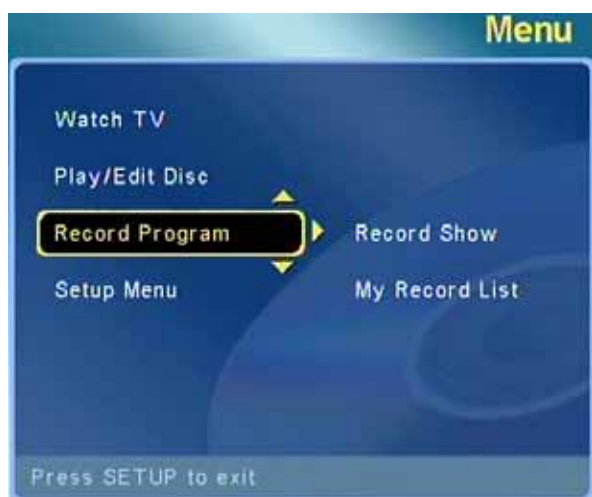 Menu
Watch TV
Play/Edit Disc
Record Program
Record Show
Setup Menu
My Record List
Press SETUP to exit